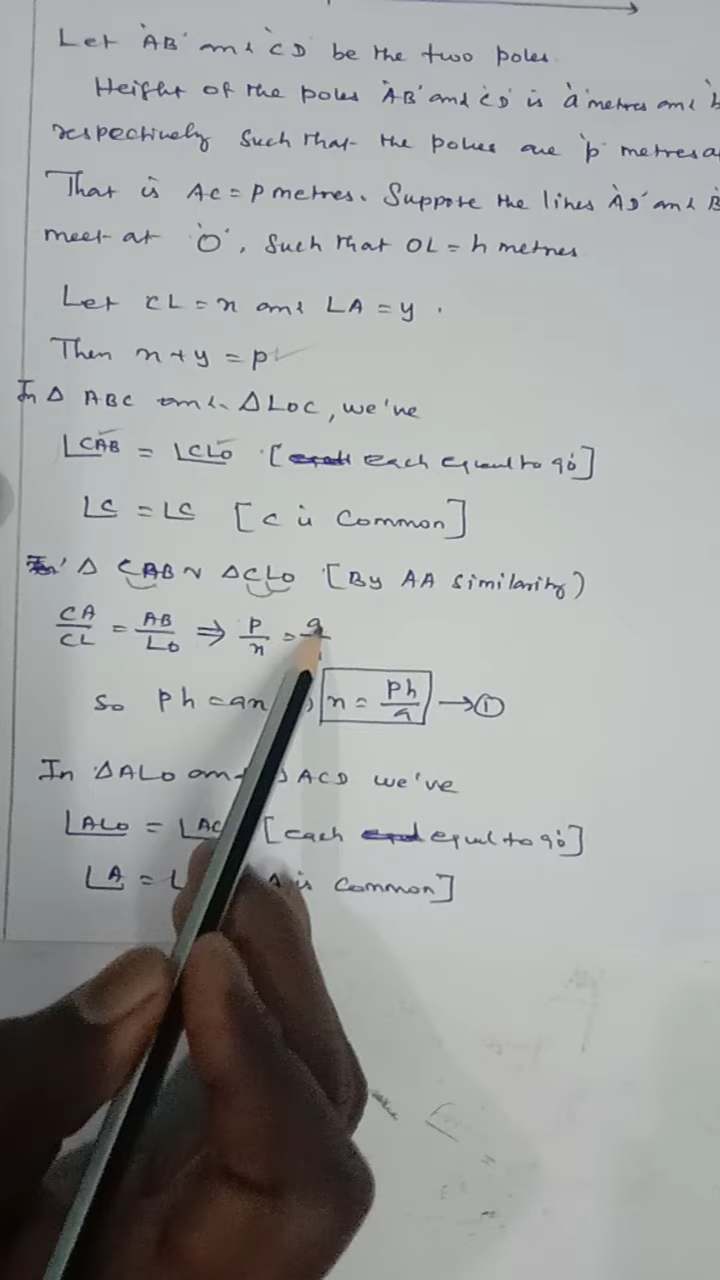 Let 'AB' and 'CD' be the two poles.
Height of the poles 'AB' and 'CD' is 'a' metres and 'b
respectively such that the poles are 'p' metres a
That is AC = p metres. Suppose the lines 'AD' and 'B
meet at 'O', such that OL = h metres
Let CL = x and LA = y.
Then x + y = p ✓
In Δ ABC and Δ LOC, we've
∠CAB = ∠CLO [each equal to 90°]
∠C = ∠C [C is common]
Δ CAB ~ Δ CLO [By AA similarity)
CA/CL = AB/LO ⇒ p/x = a
So ph = ax , x = ph/a → ①
In Δ ALO and Δ ACD we've
∠ALO = ∠AC [each equal to 90°]
∠A = ∠ A is common]